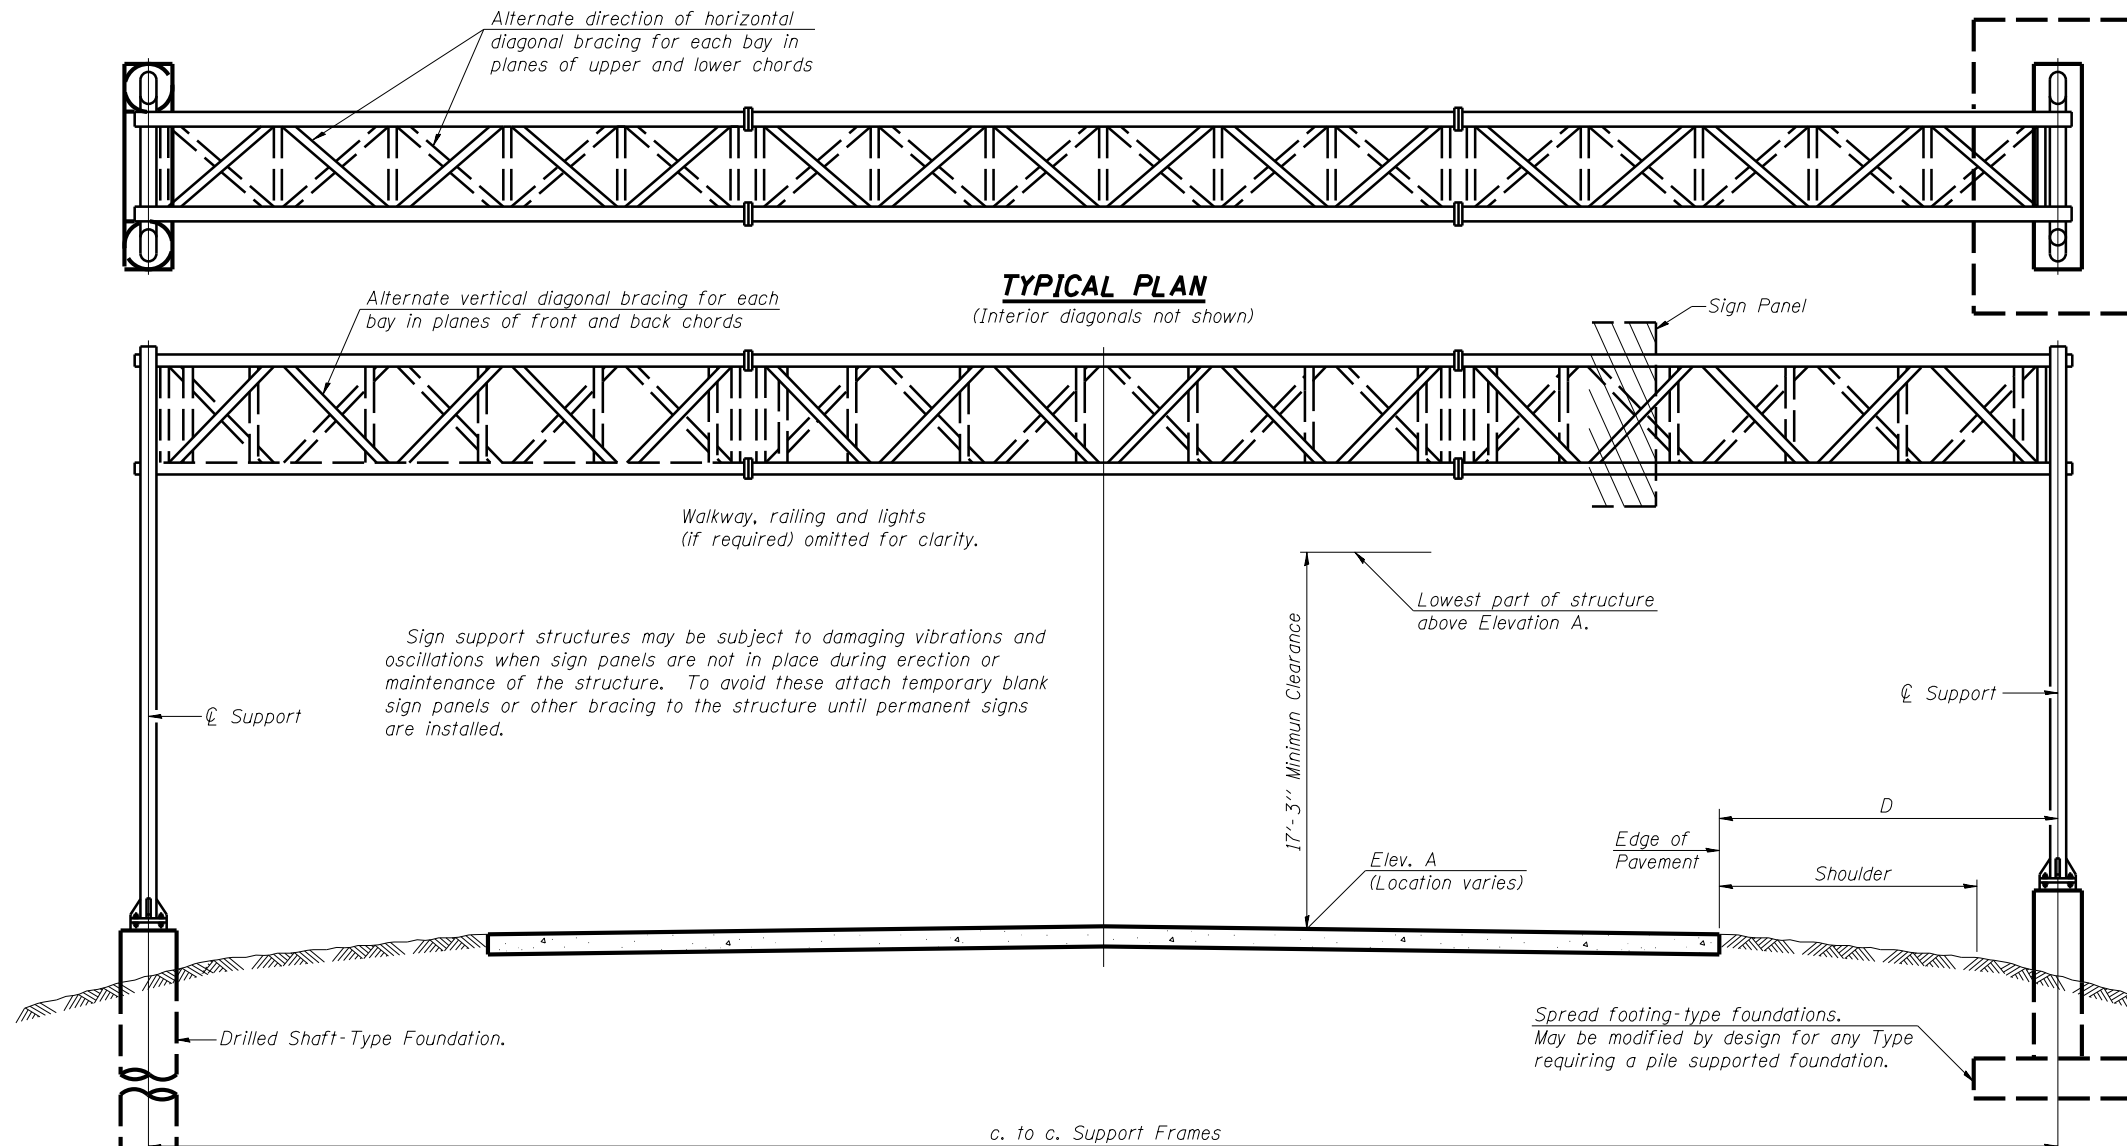 Alternate direction of horizontal
diagonal bracing for each bay in
planes of upper and lower chords
TYPICAL PLAN
(Interior diagonals not shown)
Alternate vertical diagonal bracing for each
bay in planes of front and back chords
Sign Panel
Walkway, railing and lights
(if required) omitted for clarity.
Lowest part of structure
above Elevation A.
Sign support structures may be subject to damaging vibrations and
oscillations when sign panels are not in place during erection or
maintenance of the structure. To avoid these attach temporary blank
sign panels or other bracing to the structure until permanent signs
are installed.
17'-3'' Minimun Clearance
℄ Support
℄ Support
D
Edge of
Pavement
Shoulder
Elev. A
(Location varies)
Drilled Shaft-Type Foundation.
Spread footing-type foundations.
May be modified by design for any Type
requiring a pile supported foundation.
c. to c. Support Frames